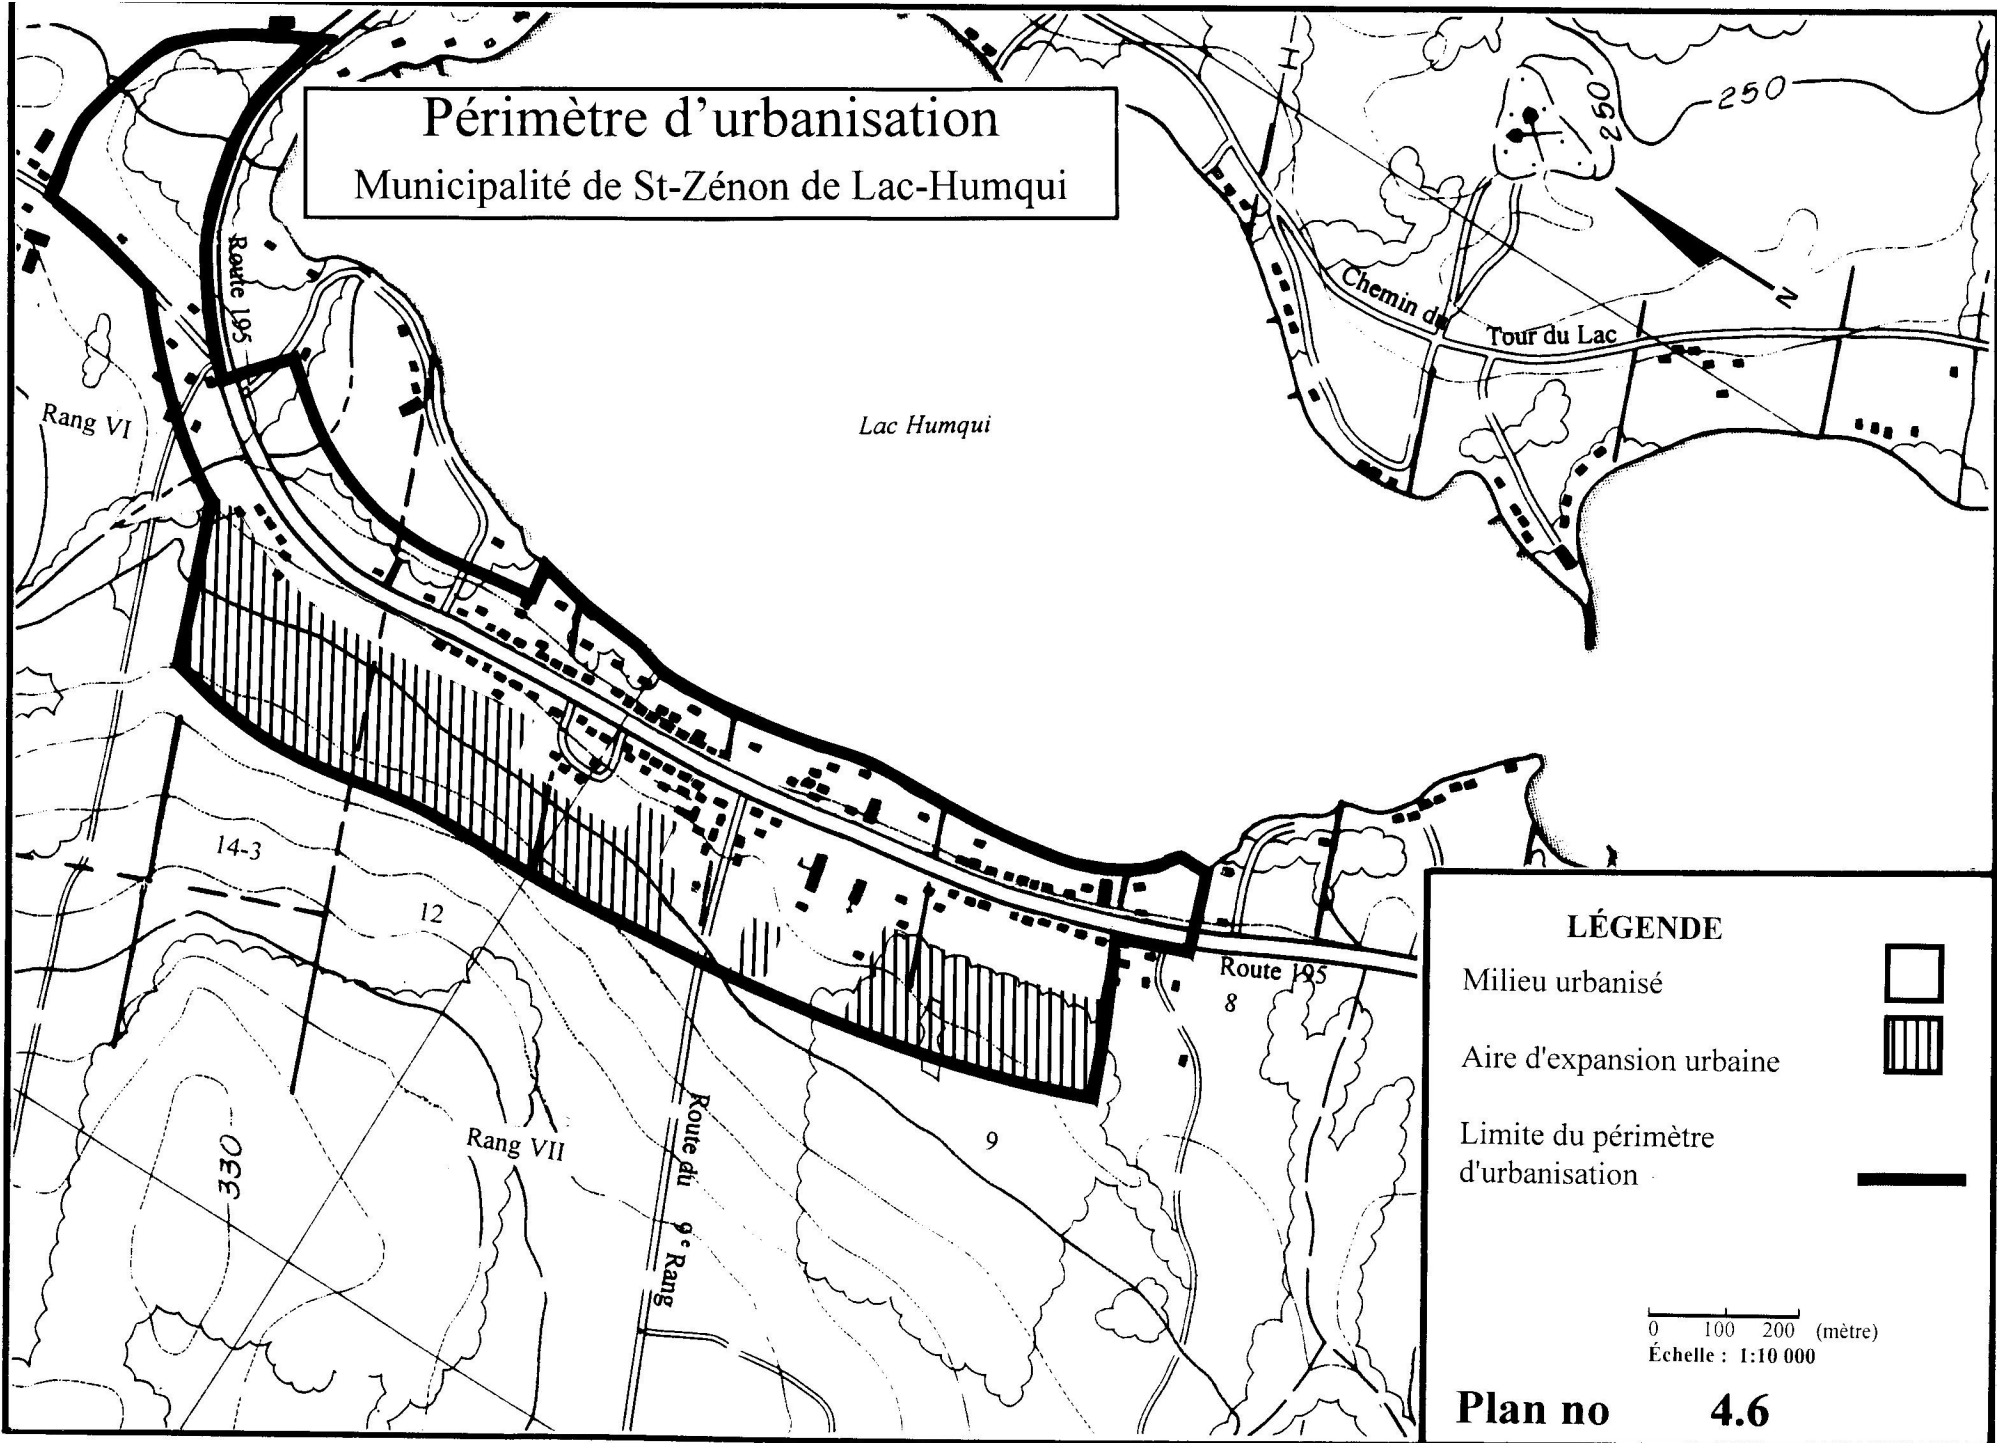 Périmètre d'urbanisation
Municipalité de St-Zénon de Lac-Humqui
250
250
N
Route 195
Chemin du
Tour du Lac
Rang VI
Lac Humqui
14-3
12
Route 195
8
9
Rang VII
330
Route du 9e Rang
LÉGENDE
Milieu urbanisé
Aire d'expansion urbaine
Limite du périmètre
d'urbanisation
0 100 200 (mètre)
Échelle : 1:10 000
Plan no 4.6